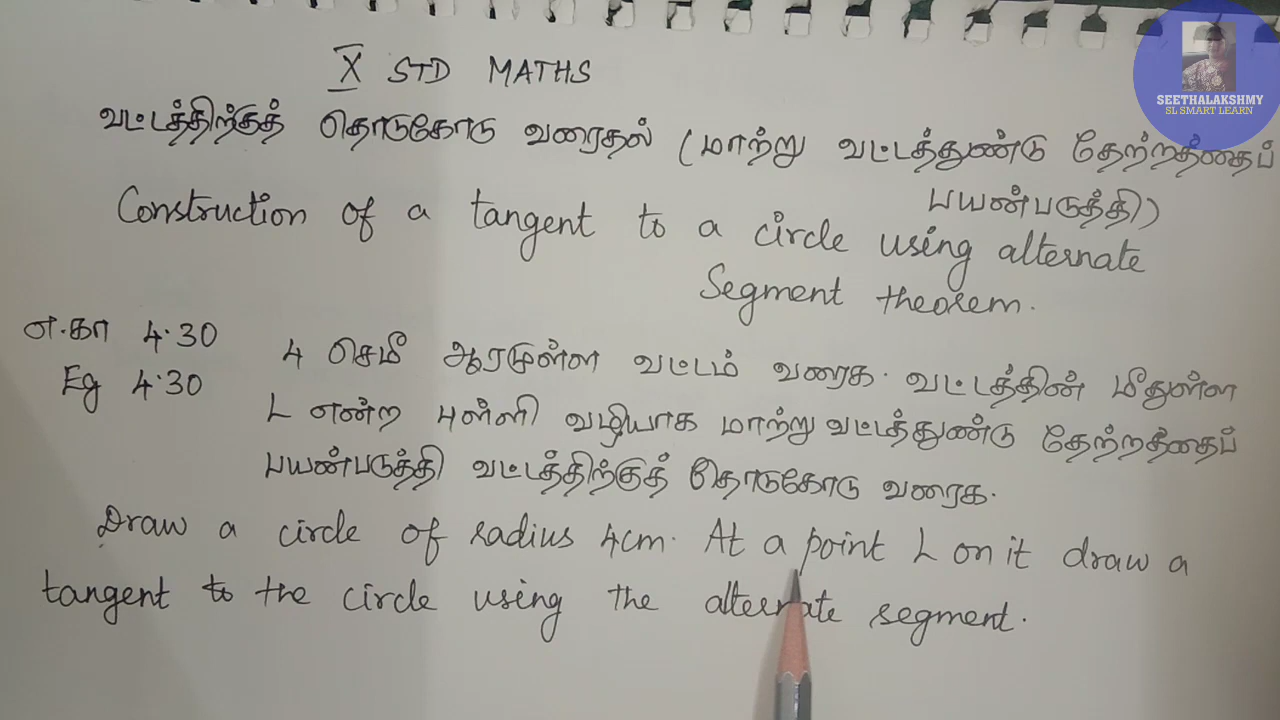 X STD MATHS
வட்டத்திற்குத் தொடுகோடு வரைதல் (மாற்று வட்டத்துண்டு தேற்றத்தைப்
பயன்படுத்தி)
Construction of a tangent to a circle using alternate
Segment theorem.
எ.கா 4.30
Eg 4.30
4 செமீ ஆரமுள்ள வட்டம் வரைக. வட்டத்தின் மீதுள்ள
L என்ற புள்ளி வழியாக மாற்று வட்டத்துண்டு தேற்றத்தைப்
பயன்படுத்தி வட்டத்திற்குத் தொடுகோடு வரைக.
Draw a circle of radius 4cm. At a point L on it draw a
tangent to the circle using the alternate segment.
SEETHALAKSHMY
SL SMART LEARN